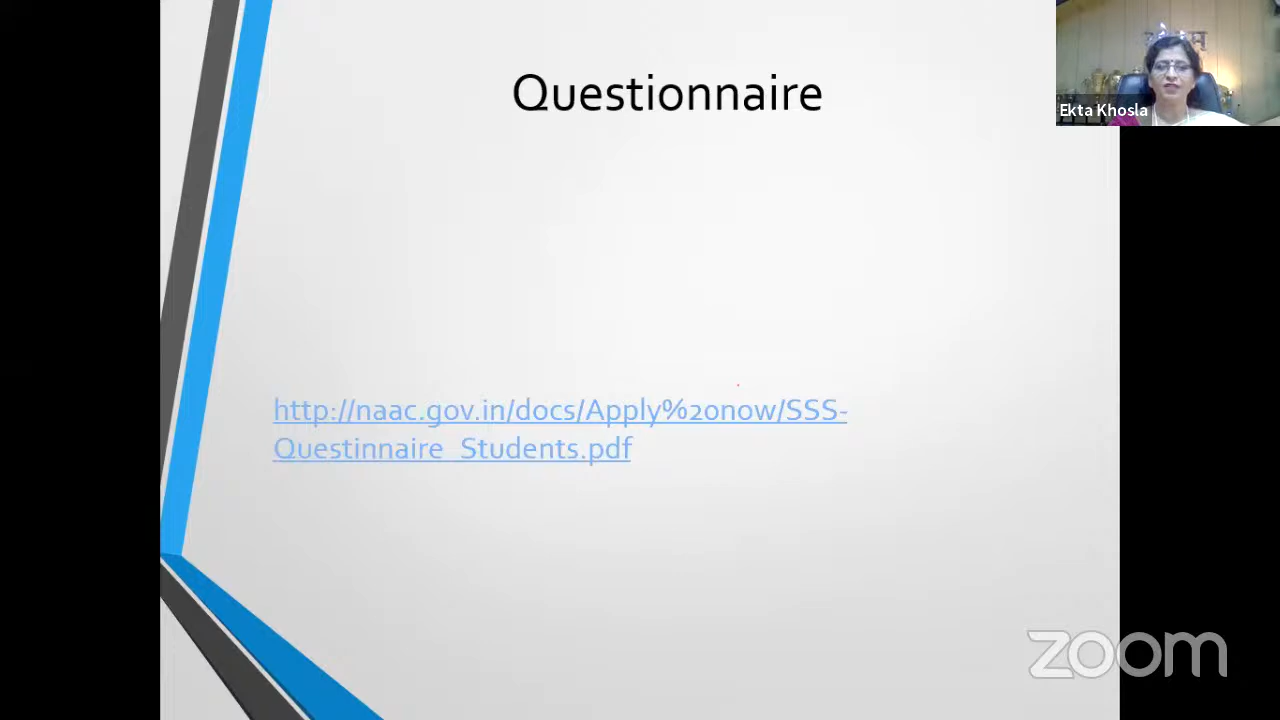 Questionnaire
Ekta Khosla
http://naac.gov.in/docs/Apply%20now/SSS-
Questinnaire_Students.pdf
zoom